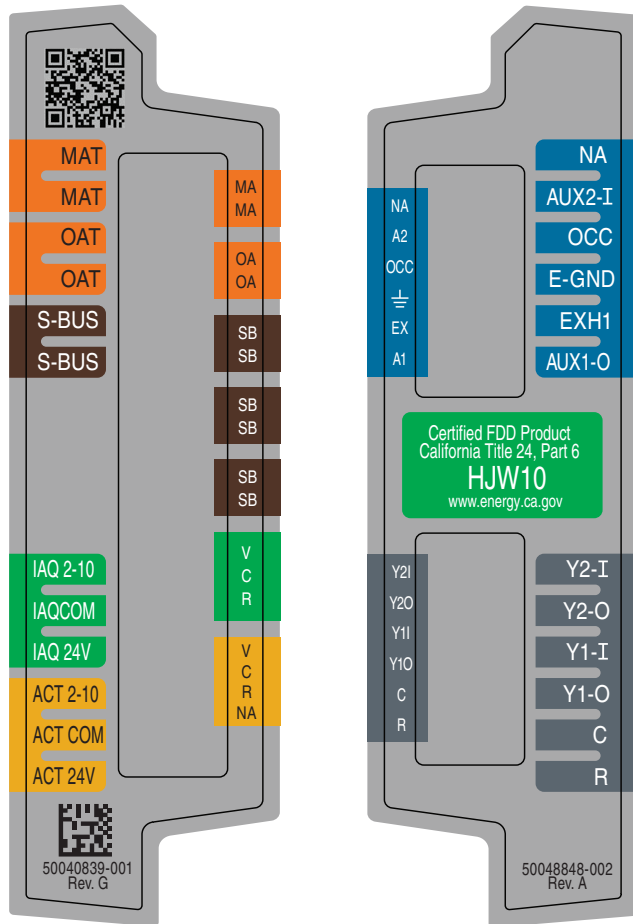 MAT
MAT
OAT
OAT
S-BUS
S-BUS
IAQ 2-10
IAQCOM
IAQ 24V
ACT 2-10
ACT COM
ACT 24V
50040839-001
Rev. G
MA
MA
OA
OA
SB
SB
SB
SB
SB
SB
V
C
R
V
C
R
NA
NA
A2
OCC
EX
A1
NA
AUX2-I
OCC
E-GND
EXH1
AUX1-O
Certified FDD Product
California Title 24, Part 6
HJW10
www.energy.ca.gov
Y2I
Y2O
Y1I
Y1O
C
R
Y2-I
Y2-O
Y1-I
Y1-O
C
R
50048848-002
Rev. A